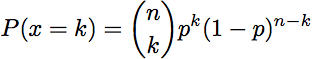 $P(x = k) = \binom{n}{k} p^k (1 - p)^{n-k}$